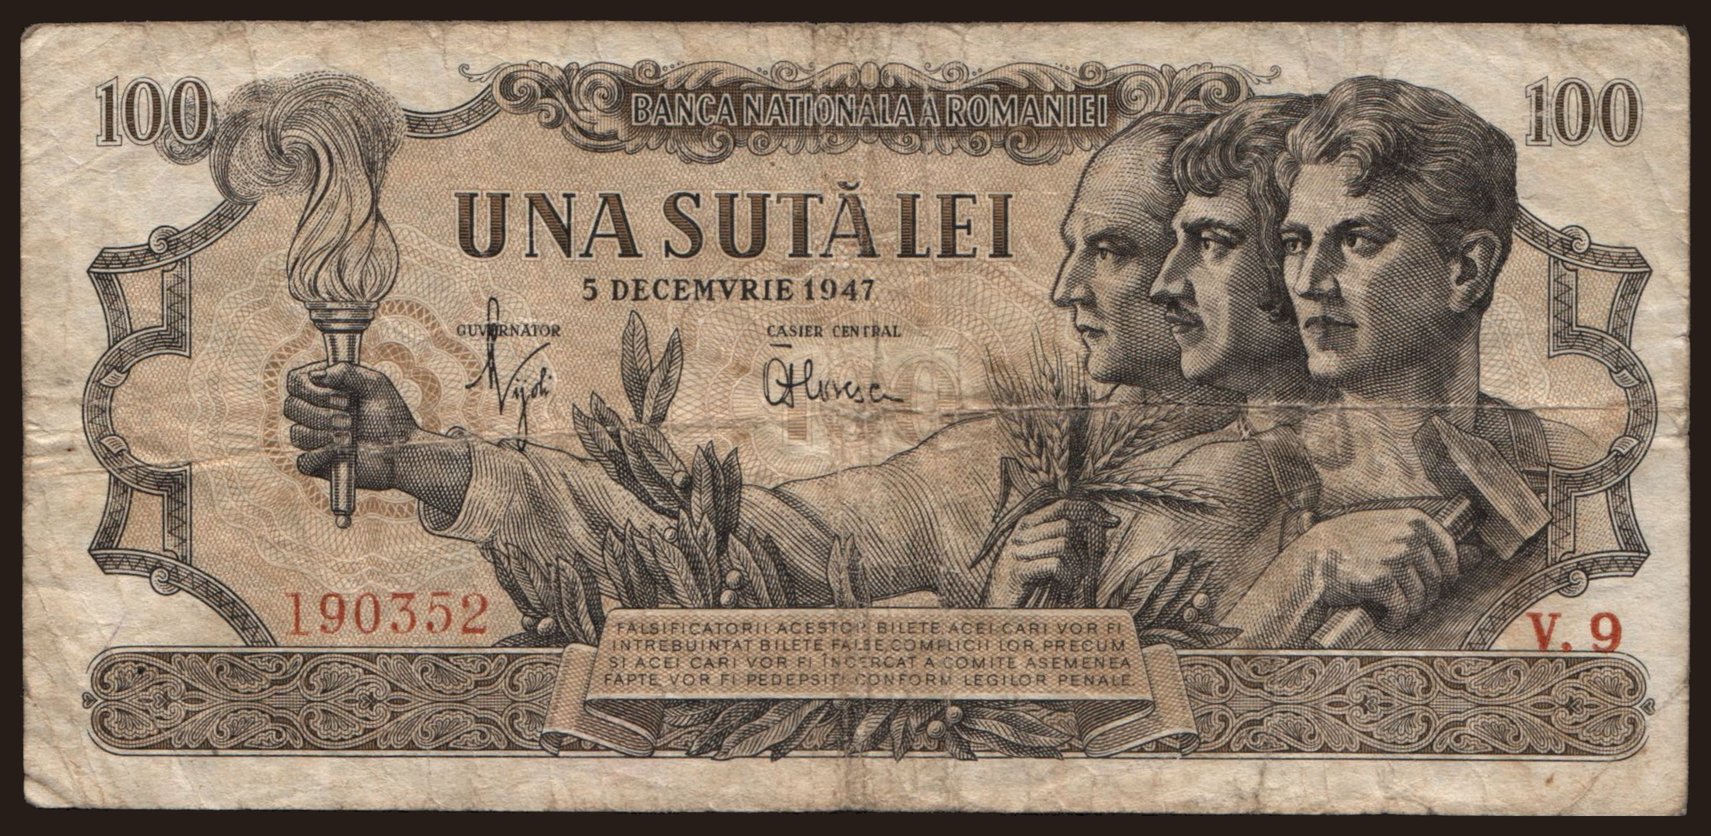 100
BANCA NATIONALA A ROMANIEI
100
UNA SUTĂ LEI
5 DECEMVRIE 1947
GUVERNATOR
CASIER CENTRAL
190352
V. 9
FALSIFICATORII ACESTOR BILETE, ACEI CARI VOR FI
INTREBUINTAT BILETE FALSE, COMPLICII LOR, PRECUM
SI ACEI CARI VOR FI ÎNCERCAT A COMITE ASEMENEA
FAPTE, VOR FI PEDEPSITI CONFORM LEGILOR PENALE.